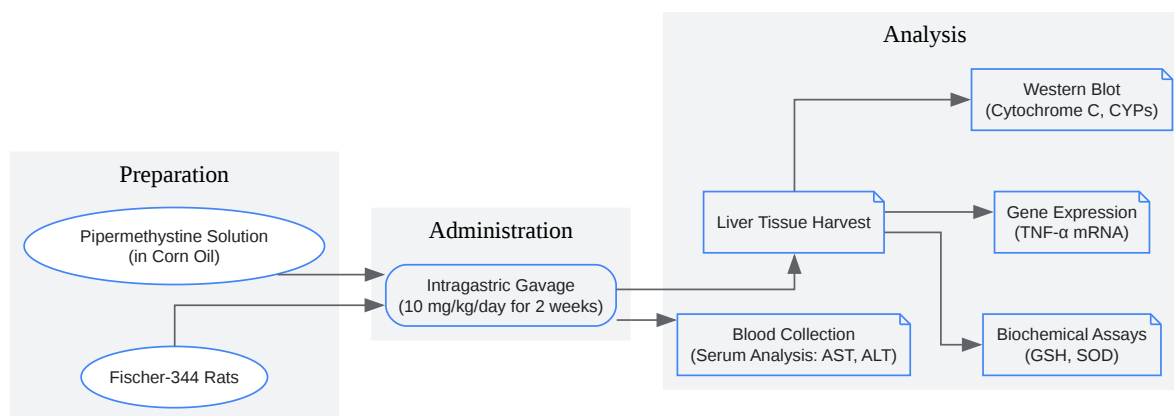 Preparation
Pipermethystine Solution
(in Corn Oil)
Fischer-344 Rats
Administration
Intragastric Gavage
(10 mg/kg/day for 2 weeks)
Analysis
Liver Tissue Harvest
Blood Collection
(Serum Analysis: AST, ALT)
Western Blot
(Cytochrome C, CYPs)
Gene Expression
(TNF-α mRNA)
Biochemical Assays
(GSH, SOD)